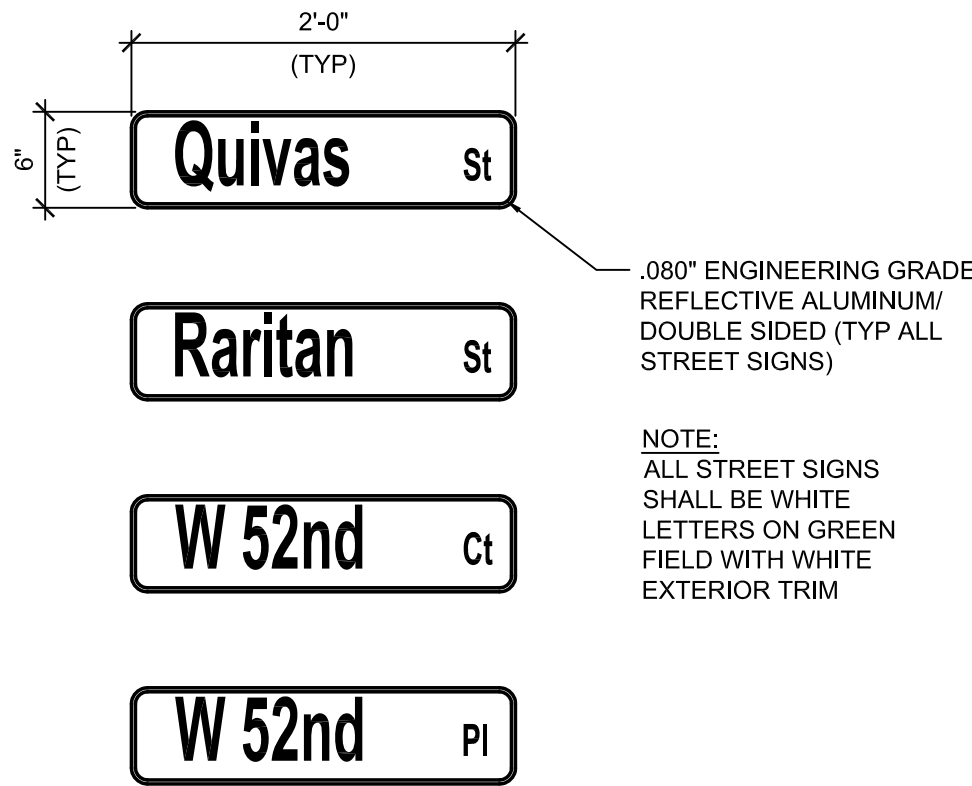 2'-0"
(TYP)
6"
(TYP)
Quivas St
.080" ENGINEERING GRADE
REFLECTIVE ALUMINUM/
DOUBLE SIDED (TYP ALL
STREET SIGNS)
Raritan St
NOTE:
ALL STREET SIGNS
SHALL BE WHITE
LETTERS ON GREEN
FIELD WITH WHITE
EXTERIOR TRIM
W 52nd Ct
W 52nd Pl